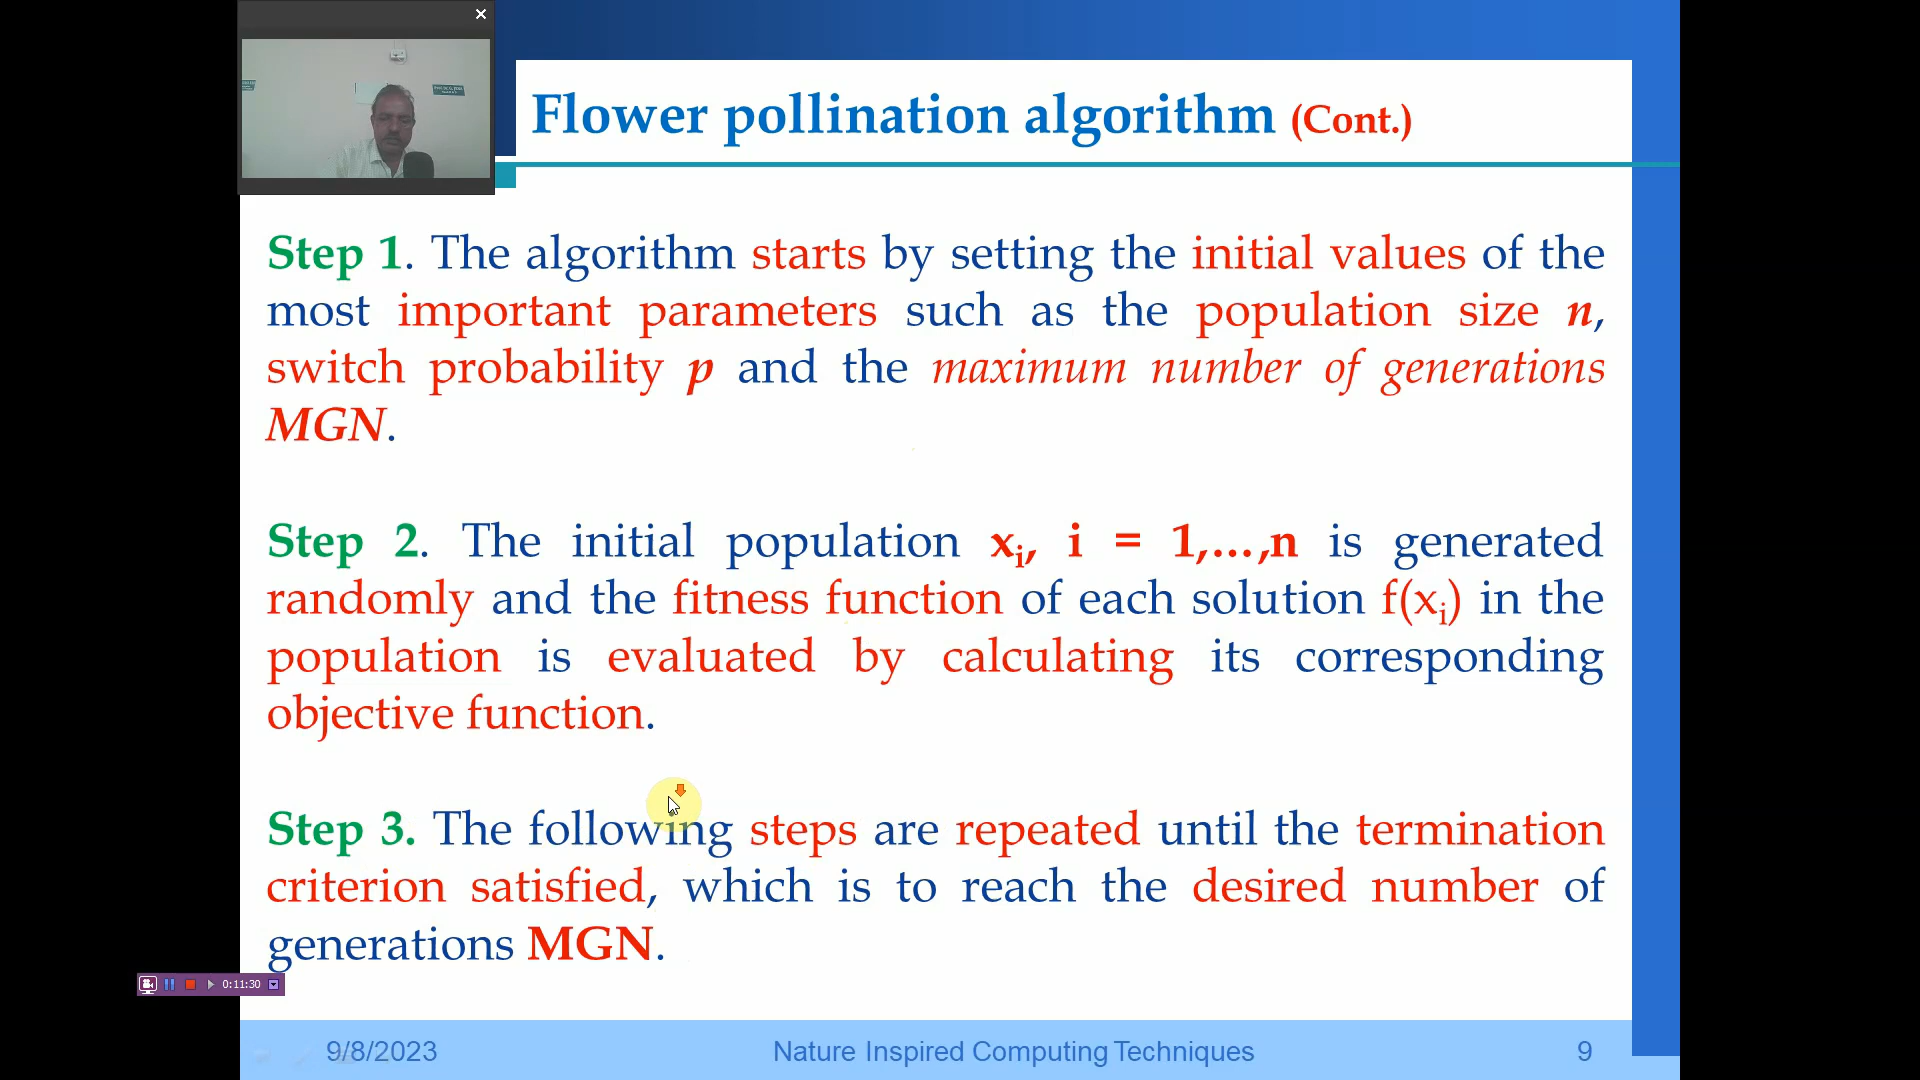 Flower pollination algorithm (Cont.)
Step 1. The algorithm starts by setting the initial values of the
most important parameters such as the population size n,
switch probability p and the maximum number of generations
MGN.
Step 2. The initial population xi, i = 1,...,n is generated
randomly and the fitness function of each solution f(xi) in the
population is evaluated by calculating its corresponding
objective function.
Step 3. The following steps are repeated until the termination
criterion satisfied, which is to reach the desired number of
generations MGN.
0:11:30
9/8/2023
Nature Inspired Computing Techniques
9